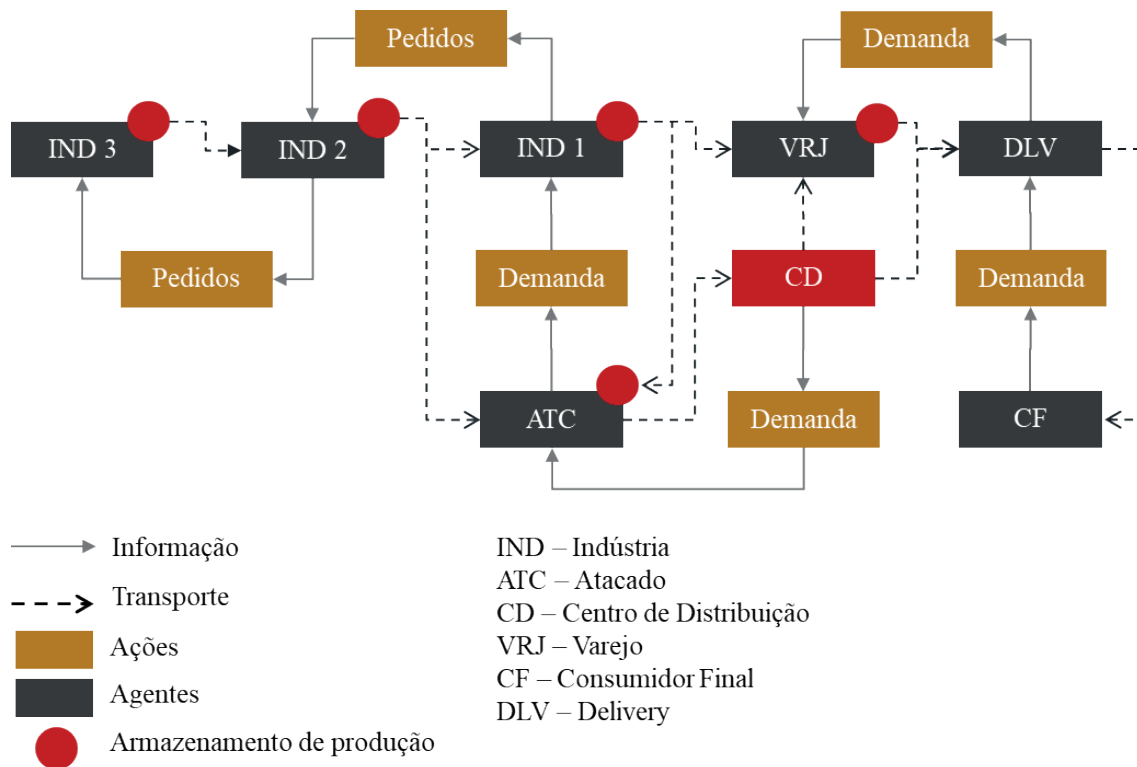 Pedidos
Demanda
IND 3
IND 2
IND 1
VRJ
DLV
Pedidos
Demanda
CD
Demanda
ATC
Demanda
CF
Informação
Transporte
Ações
Agentes
Armazenamento de produção
IND – Indústria
ATC – Atacado
CD – Centro de Distribuição
VRJ – Varejo
CF – Consumidor Final
DLV – Delivery